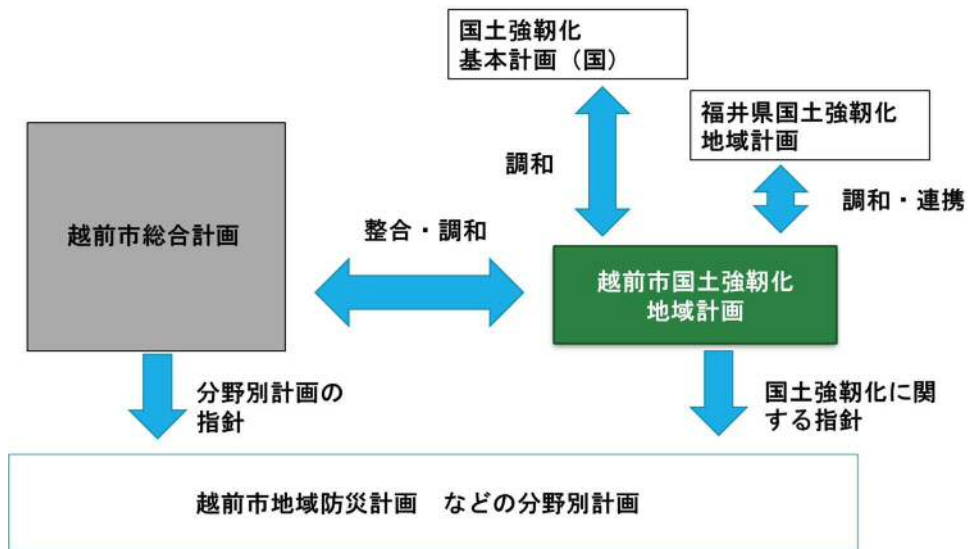 国土強靭化
基本計画（国）
福井県国土強靭化
地域計画
調和
調和・連携
越前市総合計画
整合・調和
越前市国土強靭化
地域計画
分野別計画の
指針
国土強靭化に関
する指針
越前市地域防災計画　などの分野別計画